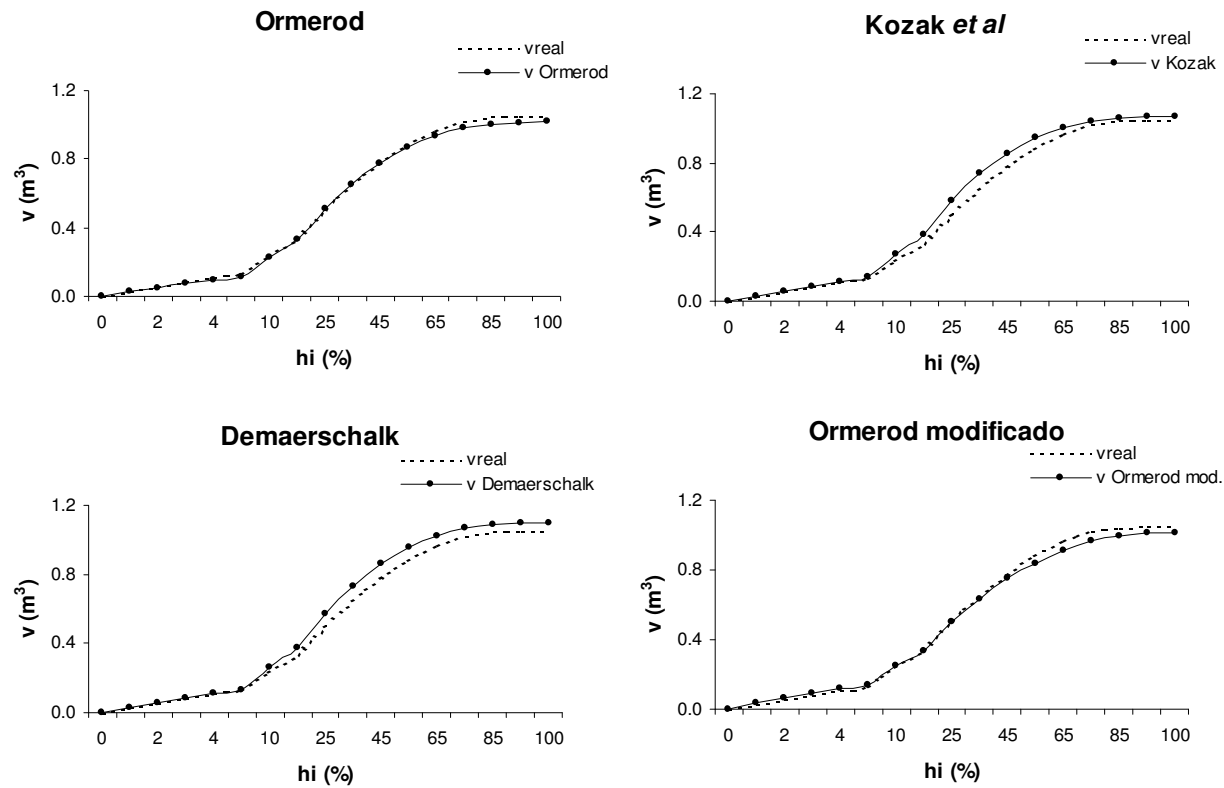 Ormerod
vreal
v Ormerod
1.2
0.8
0.4
0.0
v (m³)
0 2 4 10 25 45 65 85 100
hi (%)
Kozak et al
vreal
v Kozak
1.2
0.8
0.4
0.0
v (m³)
0 2 4 10 25 45 65 85 100
hi (%)
Demaerschalk
vreal
v Demaerschalk
1.2
0.8
0.4
0.0
v (m³)
0 2 4 10 25 45 65 85 100
hi (%)
Ormerod modificado
vreal
v Ormerod mod.
1.2
0.8
0.4
0.0
v (m³)
0 2 4 10 25 45 65 85 100
hi (%)